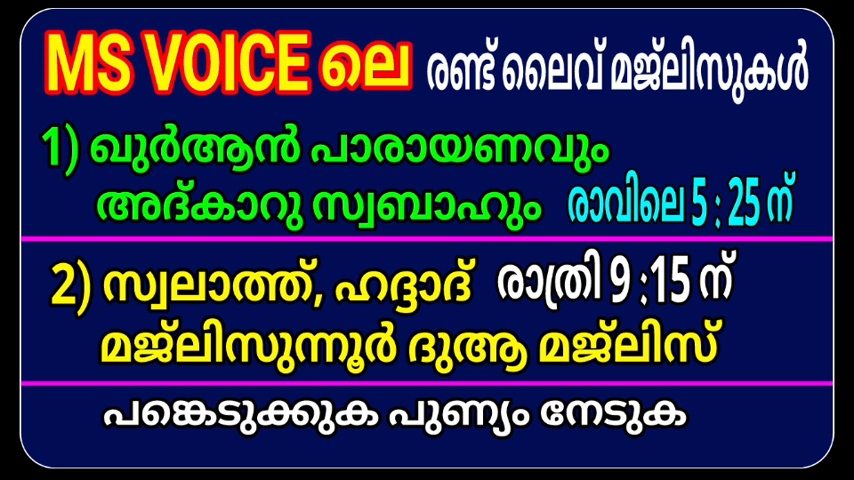 MS VOICE ലെ രണ്ട് ലൈവ് മജ്ലിസുകൾ
1) ഖുർആൻ പാരായണവും
അദ്കാറു സ്വബാഹും രാവിലെ 5 : 25 ന്
2) സ്വലാത്ത്, ഹദ്ദാദ് രാത്രി 9 :15 ന്
മജ്ലിസുന്നൂർ ദുആ മജ്ലിസ്
പങ്കെടുക്കുക പുണ്യം നേടുക